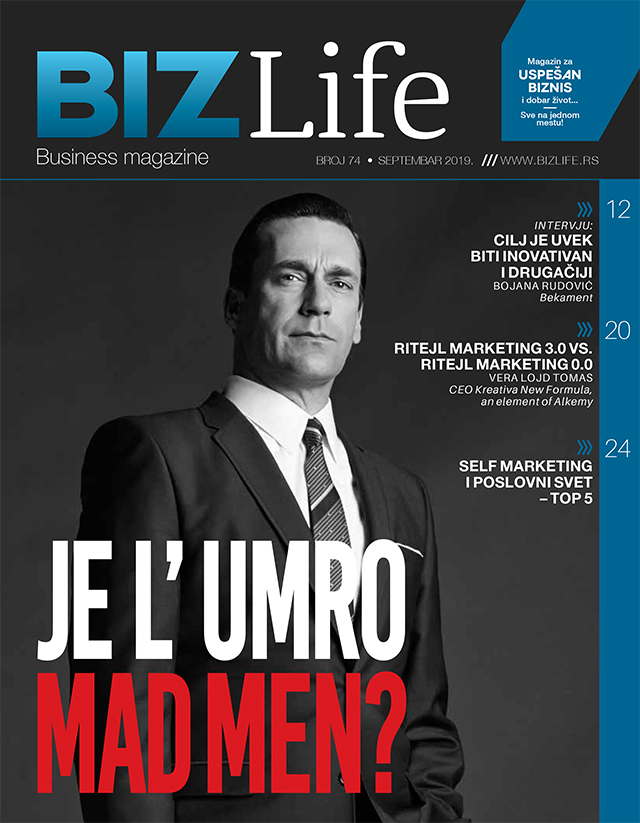 BIZLife
Business magazine
BROJ 74 • SEPTEMBAR 2019. /// WWW.BIZLIFE.RS
Magazin za
USPEŠAN
BIZNIS
i dobar život...
Sve na jednom
mestu!
12
INTERVJU:
CILJ JE UVEK
BITI INOVATIVAN
I DRUGAČIJI
BOJANA RUDOVIĆ
Bekament
20
RITEJL MARKETING 3.0 VS.
RITEJL MARKETING 0.0
VERA LOJD TOMAS
CEO Kreativa New Formula,
an element of Alkemy
24
SELF MARKETING
I POSLOVNI SVET
– TOP 5
JE L' UMRO
MAD MEN?